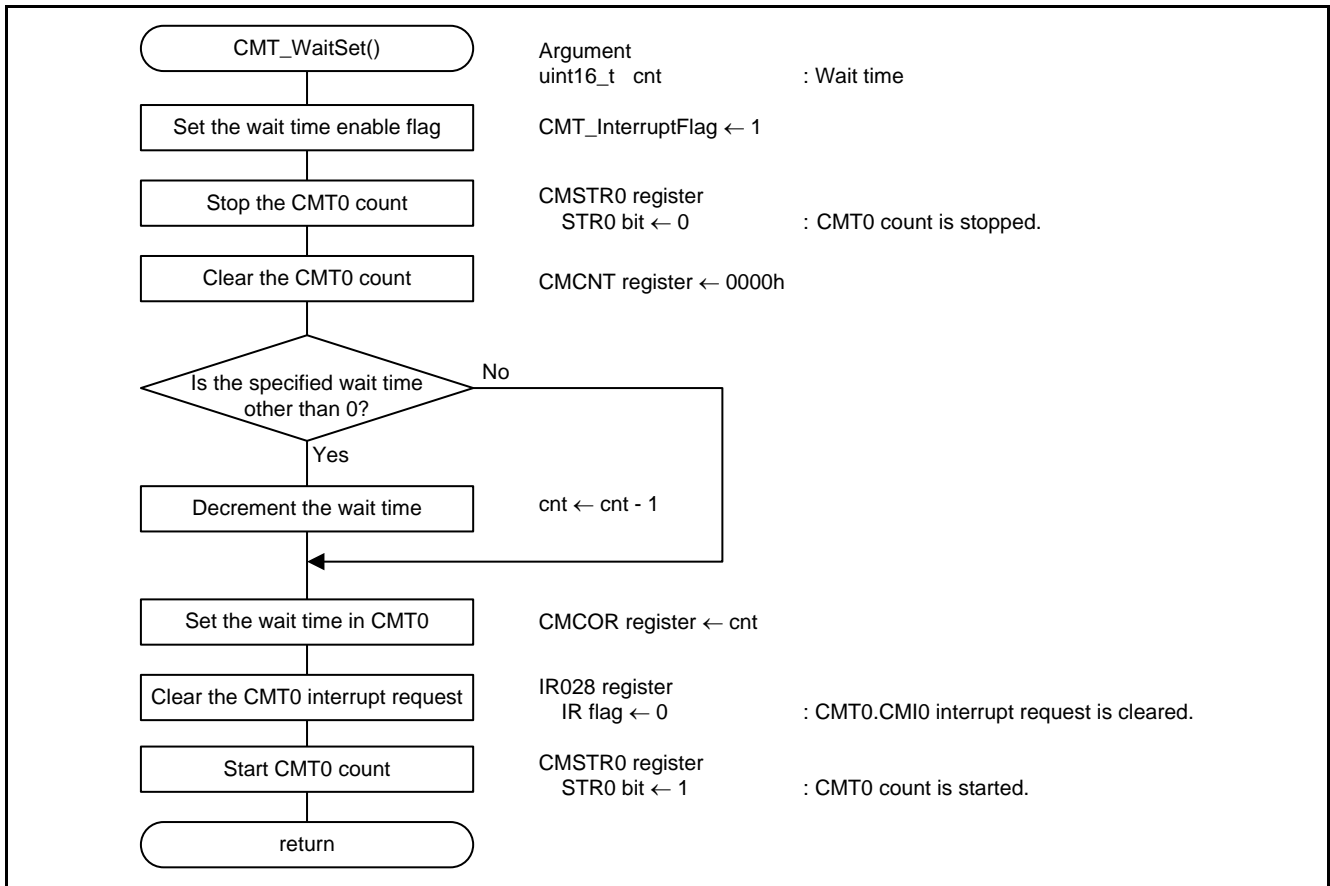 CMT_WaitSet()
Argument
uint16_t cnt : Wait time
Set the wait time enable flag
CMT_InterruptFlag ← 1
Stop the CMT0 count
CMSTR0 register
STR0 bit ← 0 : CMT0 count is stopped.
Clear the CMT0 count
CMCNT register ← 0000h
Is the specified wait time
other than 0?
No
Yes
Decrement the wait time
cnt ← cnt - 1
Set the wait time in CMT0
CMCOR register ← cnt
Clear the CMT0 interrupt request
IR028 register
IR flag ← 0 : CMT0.CMI0 interrupt request is cleared.
Start CMT0 count
CMSTR0 register
STR0 bit ← 1 : CMT0 count is started.
return